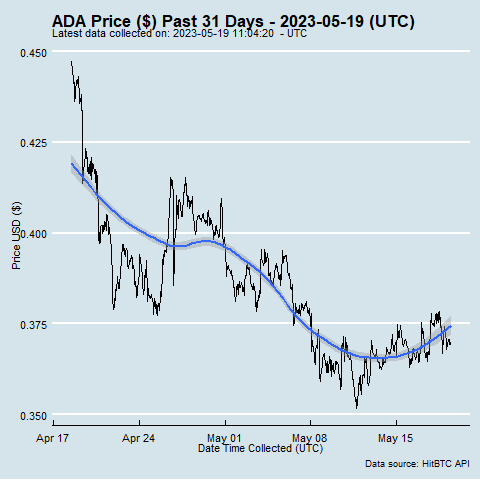 ADA Price ($) Past 31 Days - 2023-05-19 (UTC)
Latest data collected on: 2023-05-19 11:04:20 - UTC
0.450
0.425
0.400
0.375
0.350
Price USD ($)
Apr 17 Apr 24 May 01 May 08 May 15
Date Time Collected (UTC)
Data source: HitBTC API